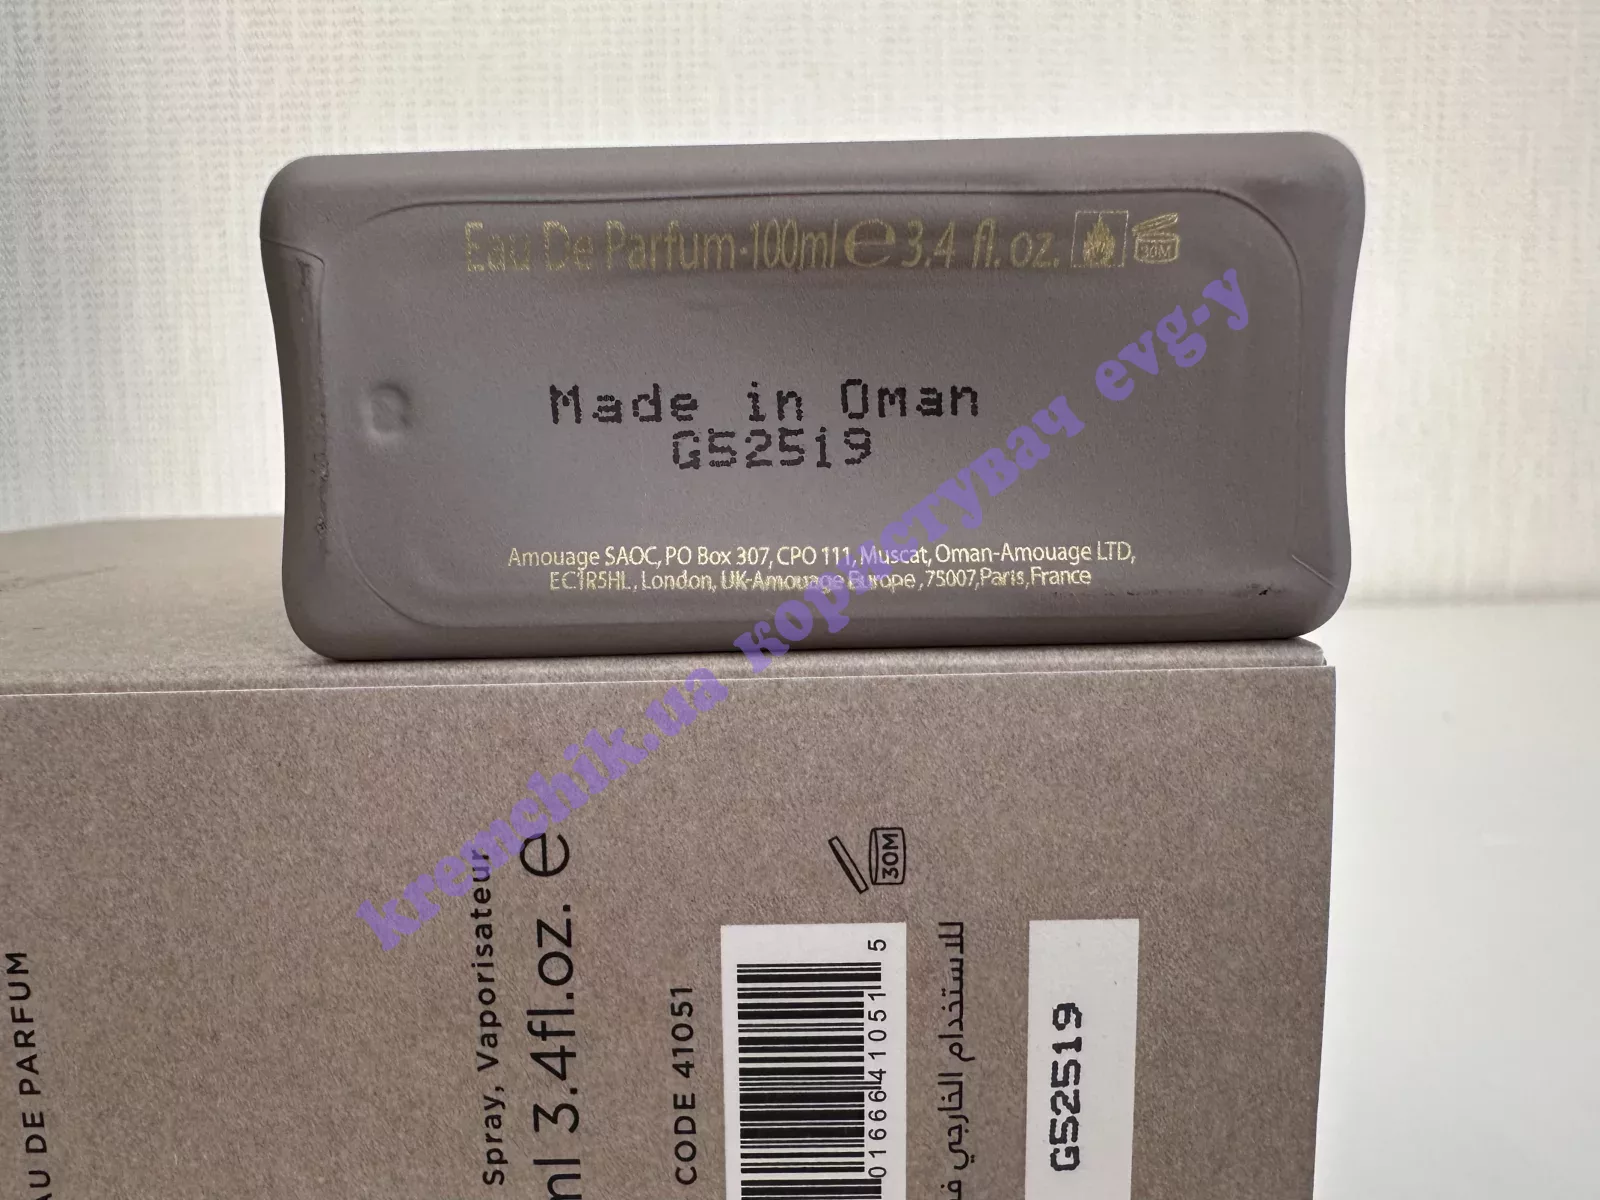 Eau De Parfum·100ml e 3.4 fl. oz. 30M
Made in Oman
G52519
Amouage SAOC, PO Box 307, CPO 111, Muscat, Oman-Amouage LTD,
EC1R5HL, London, UK-Amouage Europe ,75007,Paris,France
kremchik.ua користувач evg-y
DE PARFUM
Spray, Vaporisateur
3.4fl.oz. e
CODE 41051
30M
01666410515
للاستخدام الخارجي
G52519